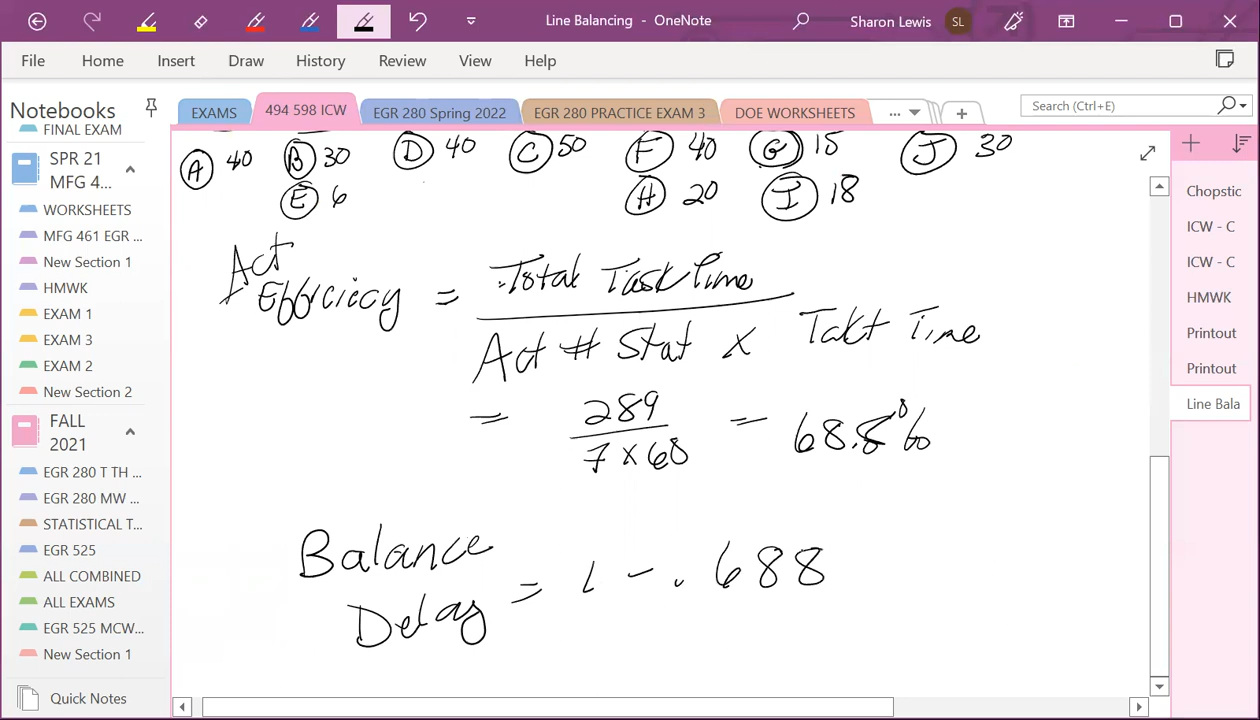 Line Balancing - OneNote
Sharon Lewis SL
File Home Insert Draw History Review View Help
Notebooks
EXAMS 494 598 ICW EGR 280 Spring 2022 EGR 280 PRACTICE EXAM 3 DOE WORKSHEETS ... +
Search (Ctrl+E)
FINAL EXAM
SPR 21
MFG 4...
WORKSHEETS
MFG 461 EGR ...
New Section 1
HMWK
EXAM 1
EXAM 3
EXAM 2
New Section 2
FALL
2021
EGR 280 T TH ...
EGR 280 MW ...
STATISTICAL T...
EGR 525
ALL COMBINED
ALL EXAMS
EGR 525 MCW...
New Section 1
Quick Notes
A 40 B 30 D 40 C 50 F 40 G 15 J 30
E 6 H 20 I 18
Act
Efficiecy = Total Task Time
Act # Stat x Takt Time
= 289 = 68.8%
7 x 68
Balance
Delay = 1 - .688
Chopstic
ICW - C
ICW - C
HMWK
Printout
Printout
Line Bala